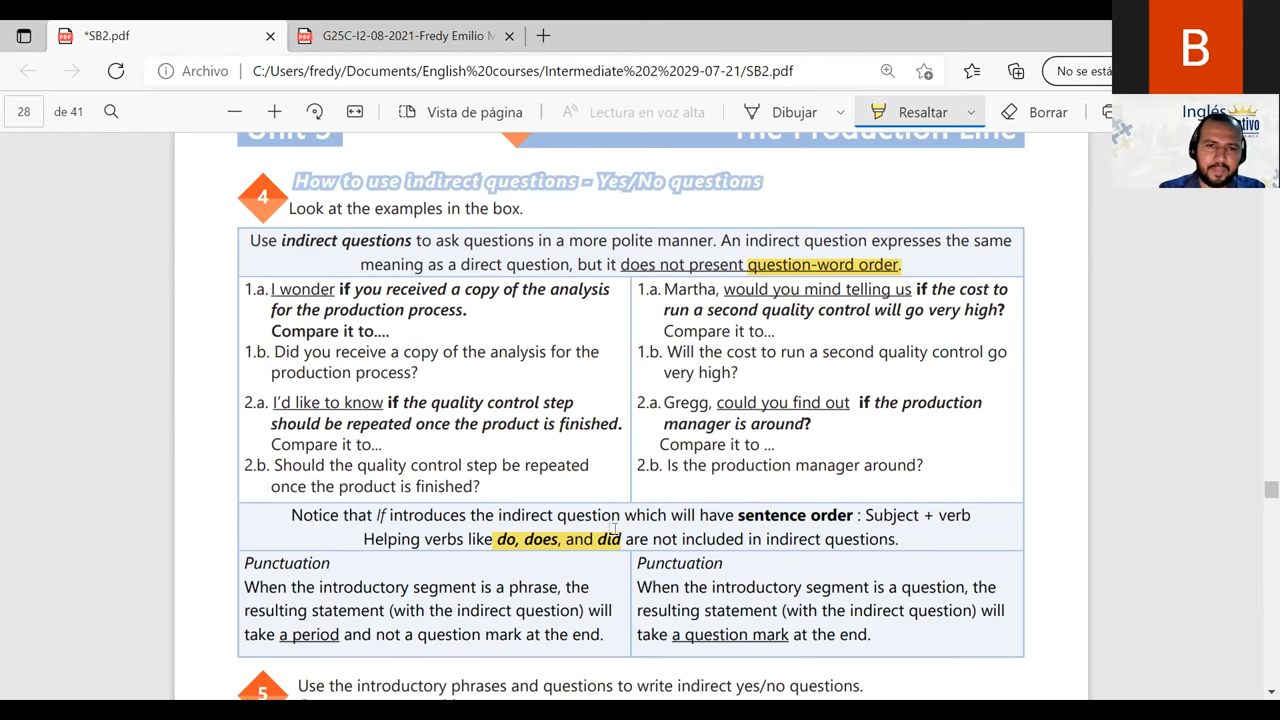 *SB2.pdf
G25C-I2-08-2021-Fredy Emilio M
Archivo
C:/Users/fredy/Documents/English%20courses/Intermediate%202%2029-07-21/SB2.pdf
No se está
B
28 de 41
Vista de página
Lectura en voz alta
Dibujar
Resaltar
Borrar
Inglés
The Production Line
4
How to use indirect questions - Yes/No questions
Look at the examples in the box.
Use indirect questions to ask questions in a more polite manner. An indirect question expresses the same
meaning as a direct question, but it does not present question-word order.
1.a. I wonder if you received a copy of the analysis
for the production process.
Compare it to....
1.b. Did you receive a copy of the analysis for the
production process?
2.a. I'd like to know if the quality control step
should be repeated once the product is finished.
Compare it to...
2.b. Should the quality control step be repeated
once the product is finished?
1.a. Martha, would you mind telling us if the cost to
run a second quality control will go very high?
Compare it to...
1.b. Will the cost to run a second quality control go
very high?
2.a. Gregg, could you find out if the production
manager is around?
Compare it to ...
2.b. Is the production manager around?
Notice that If introduces the indirect question which will have sentence order : Subject + verb
Helping verbs like do, does, and did are not included in indirect questions.
Punctuation
When the introductory segment is a phrase, the
resulting statement (with the indirect question) will
take a period and not a question mark at the end.
Punctuation
When the introductory segment is a question, the
resulting statement (with the indirect question) will
take a question mark at the end.
5
Use the introductory phrases and questions to write indirect yes/no questions.